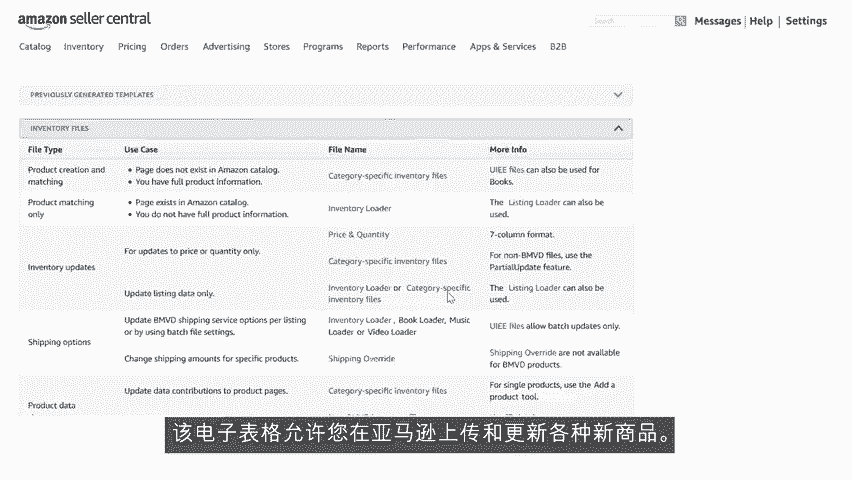 amazon seller central
Search
Messages | Help | Settings
Catalog Inventory Pricing Orders Advertising Stores Programs Reports Performance Apps & Services B2B
PREVIOUSLY GENERATED TEMPLATES
INVENTORY FILES
File Type Use Case File Name More Info
Product creation and matching
• Page does not exist in Amazon catalog.
• You have full product information.
Category-specific inventory files
UIEE files can also be used for
Books.
Product matching
only
• Page exists in Amazon catalog.
• You do not have full product information.
Inventory Loader
The Listing Loader can also be
used.
Inventory updates
For updates to price or quantity only.
Price & Quantity
7-column format.
Category-specific inventory files
For non-BMVD files, use the
PartialUpdate feature.
Update listing data only.
Inventory Loader or Category-specific
inventory files
The Listing Loader can also be
used.
Shipping options
Update BMVD shipping service options per listing
or by using batch file settings.
Inventory Loader , Book Loader, Music
Loader or Video Loader
UIEE files allow batch updates only.
Change shipping amounts for specific products.
Shipping Override
Shipping Override are not available
for BMVD products.
Product data
Update data contributions to product pages.
Category-specific inventory files
For single products, use the Add a
product tool.
该电子表格允许您在亚马逊上传和更新各种新商品。